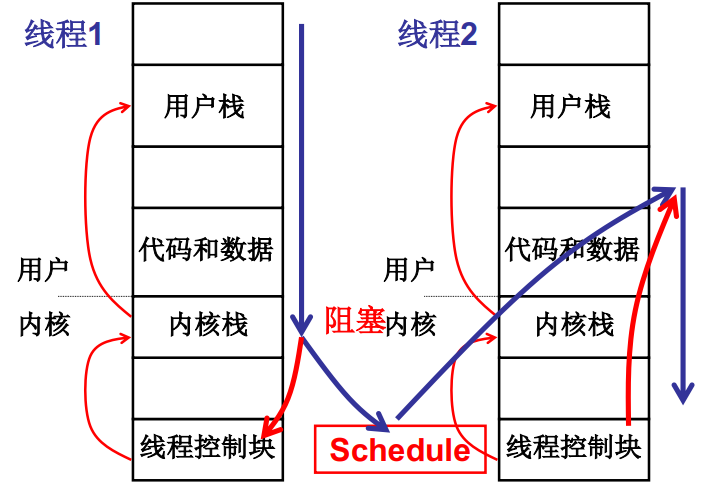 线程1
用户栈
代码和数据
用户
内核
内核栈
线程控制块
阻塞
Schedule
线程2
用户栈
代码和数据
用户
内核
内核栈
线程控制块